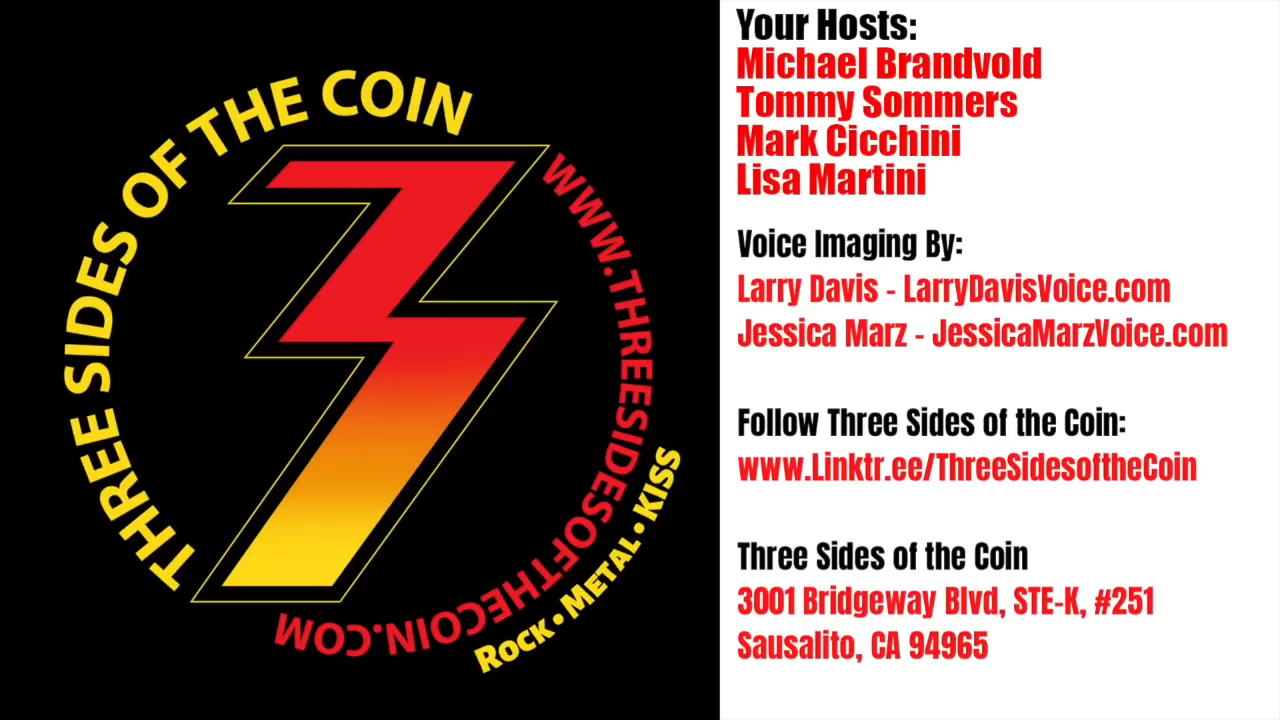 THREE SIDES OF THE COIN
WWW.THREESIDESOFTHECOIN.COM
ROCK • METAL • KISS
Your Hosts:
Michael Brandvold
Tommy Sommers
Mark Cicchini
Lisa Martini
Voice Imaging By:
Larry Davis - LarryDavisVoice.com
Jessica Marz - JessicaMarzVoice.com
Follow Three Sides of the Coin:
www.Linktr.ee/ThreeSidesoftheCoin
Three Sides of the Coin
3001 Bridgeway Blvd, STE-K, #251
Sausalito, CA 94965